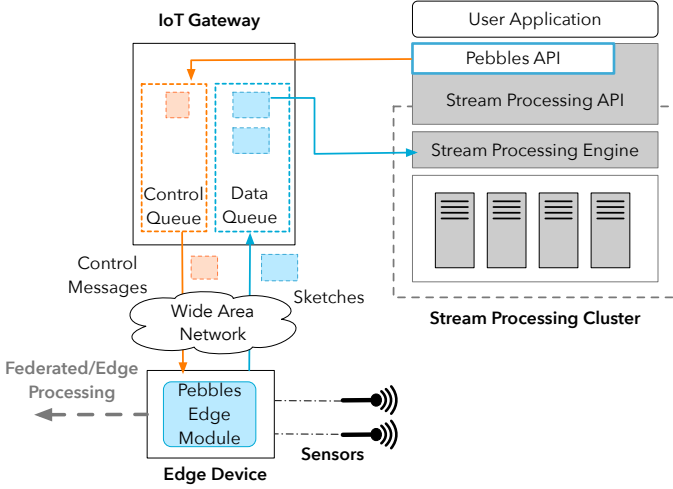 IoT Gateway
User Application
Pebbles API
Stream Processing API
Stream Processing Engine
Control
Queue
Data
Queue
Control
Messages
Sketches
Wide Area
Network
Stream Processing Cluster
Federated/Edge
Processing
Pebbles
Edge
Module
Sensors
Edge Device